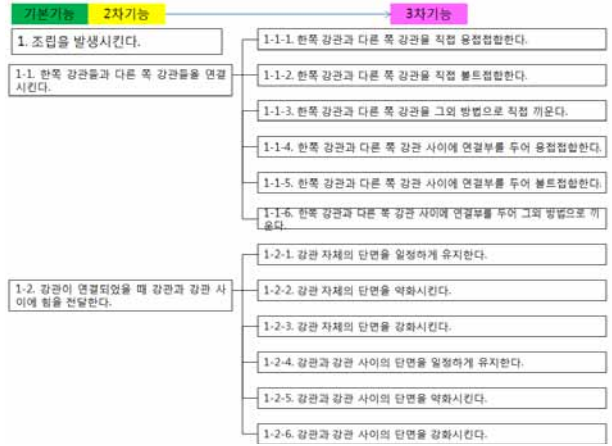 기본기능 2차기능 3차기능
1. 조립을 발생시킨다.
1-1. 한쪽 강관들과 다른 쪽 강관들을 연결
시킨다.
1-1-1. 한쪽 강관과 다른 쪽 강관을 직접 용접접합한다.
1-1-2. 한쪽 강관과 다른 쪽 강관을 직접 볼트접합한다.
1-1-3. 한쪽 강관과 다른 쪽 강관을 그외 방법으로 직접 끼운다.
1-1-4. 한쪽 강관과 다른 쪽 강관 사이에 연결부를 두어 용접접합한다.
1-1-5. 한쪽 강관과 다른 쪽 강관 사이에 연결부를 두어 볼트접합한다.
1-1-6. 한쪽 강관과 다른 쪽 강관 사이에 연결부를 두어 그외 방법으로 끼
운다.
1-2. 강관이 연결되었을 때 강관과 강관 사
이에 힘을 전달한다.
1-2-1. 강관 자체의 단면을 일정하게 유지한다.
1-2-2. 강관 자체의 단면을 약화시킨다.
1-2-3. 강관 자체의 단면을 강화시킨다.
1-2-4. 강관과 강관 사이의 단면을 일정하게 유지한다.
1-2-5. 강관과 강관 사이의 단면을 약화시킨다.
1-2-6. 강관과 강관 사이의 단면을 강화시킨다.